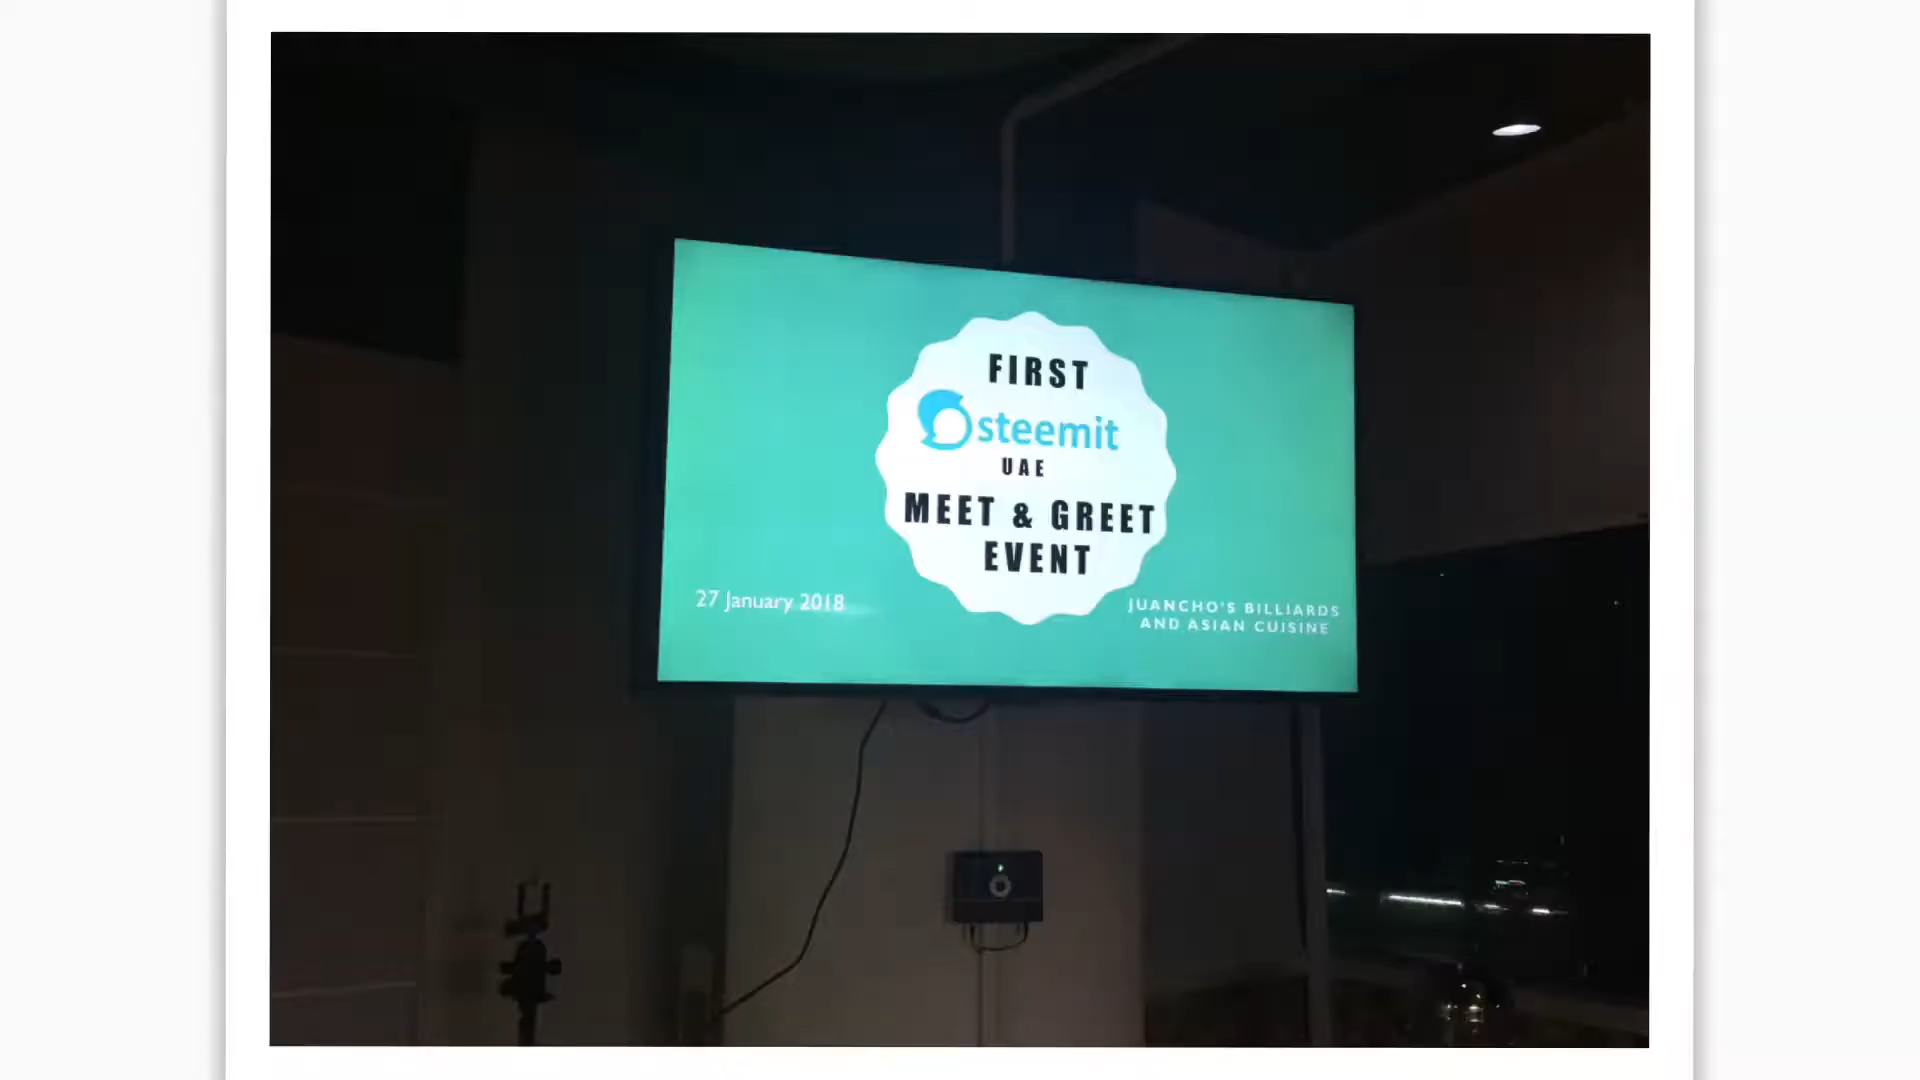 FIRST
steemit
UAE
MEET & GREET
EVENT
27 January 2018
JUANCHO'S BILLIARDS
AND ASIAN CUISINE